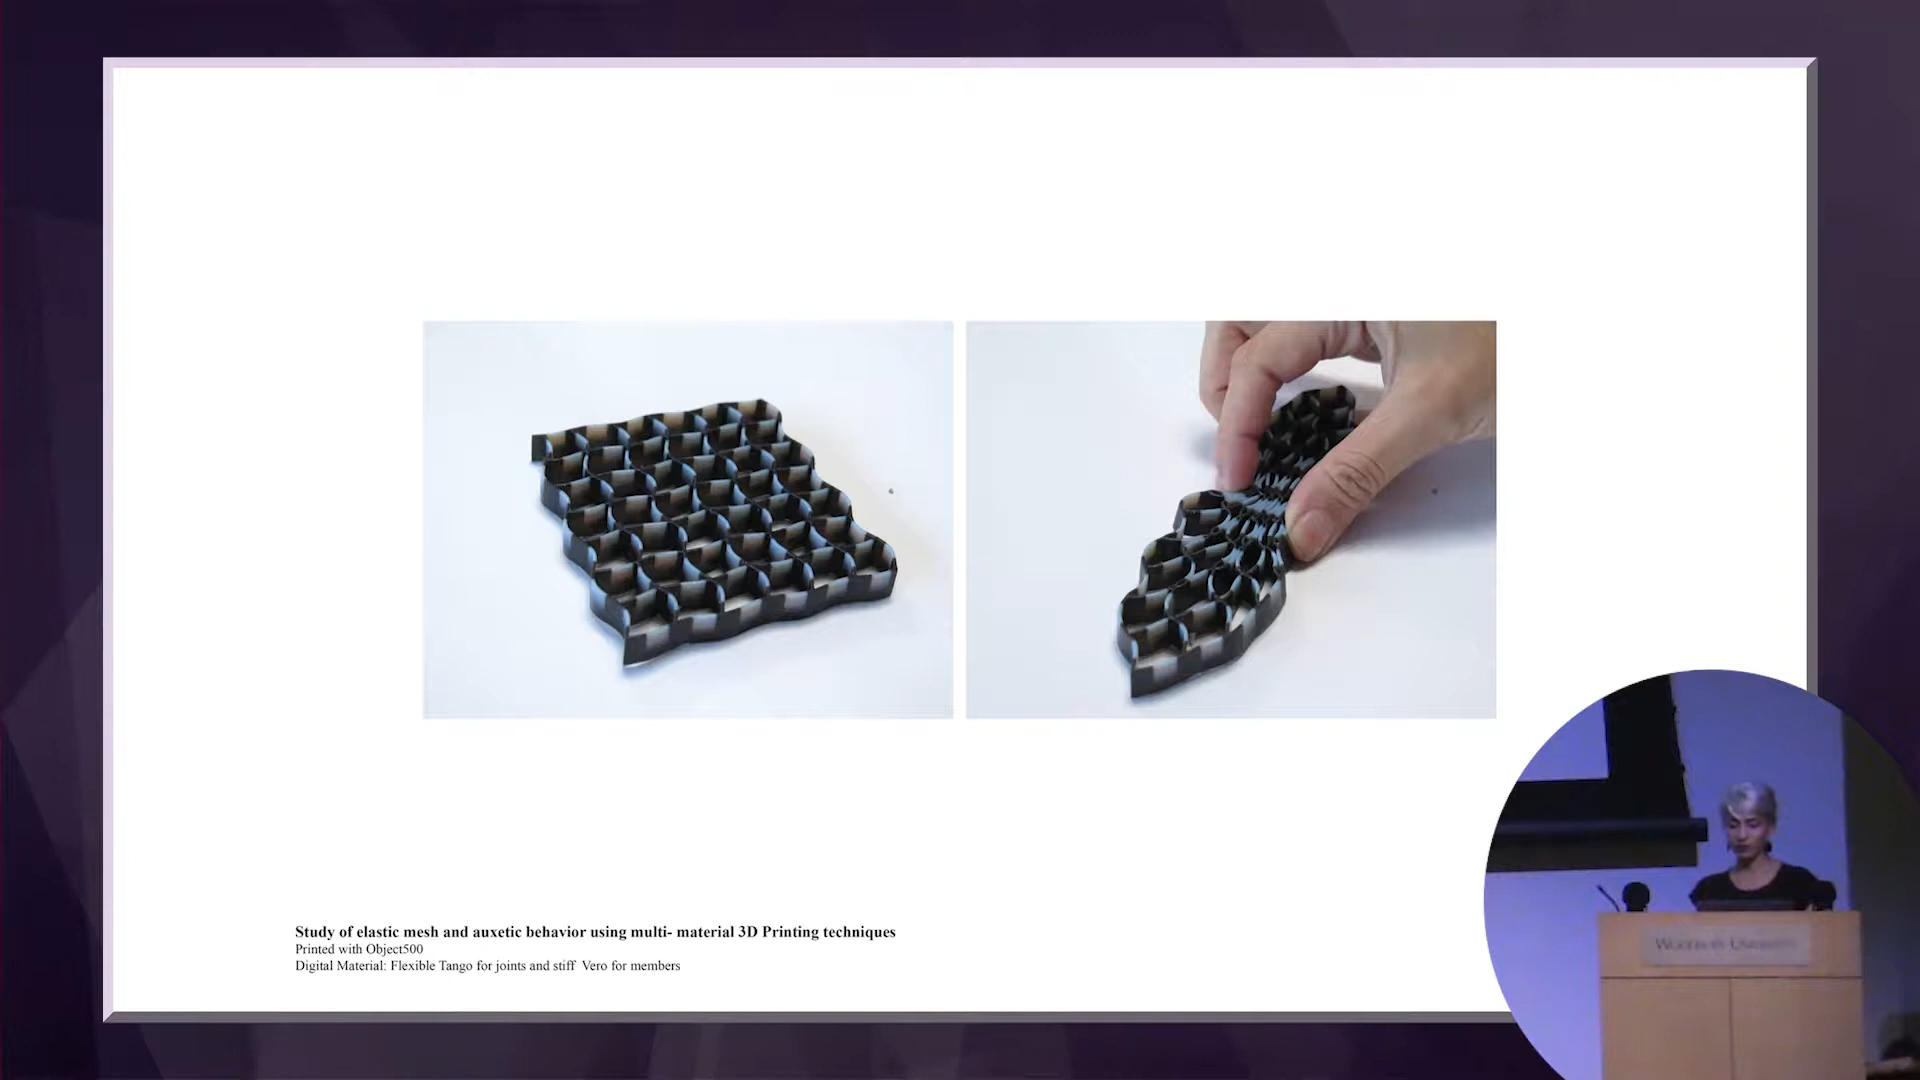 Study of elastic mesh and auxetic behavior using multi- material 3D Printing techniques
Printed with Object500
Digital Material: Flexible Tango for joints and stiff Vero for members